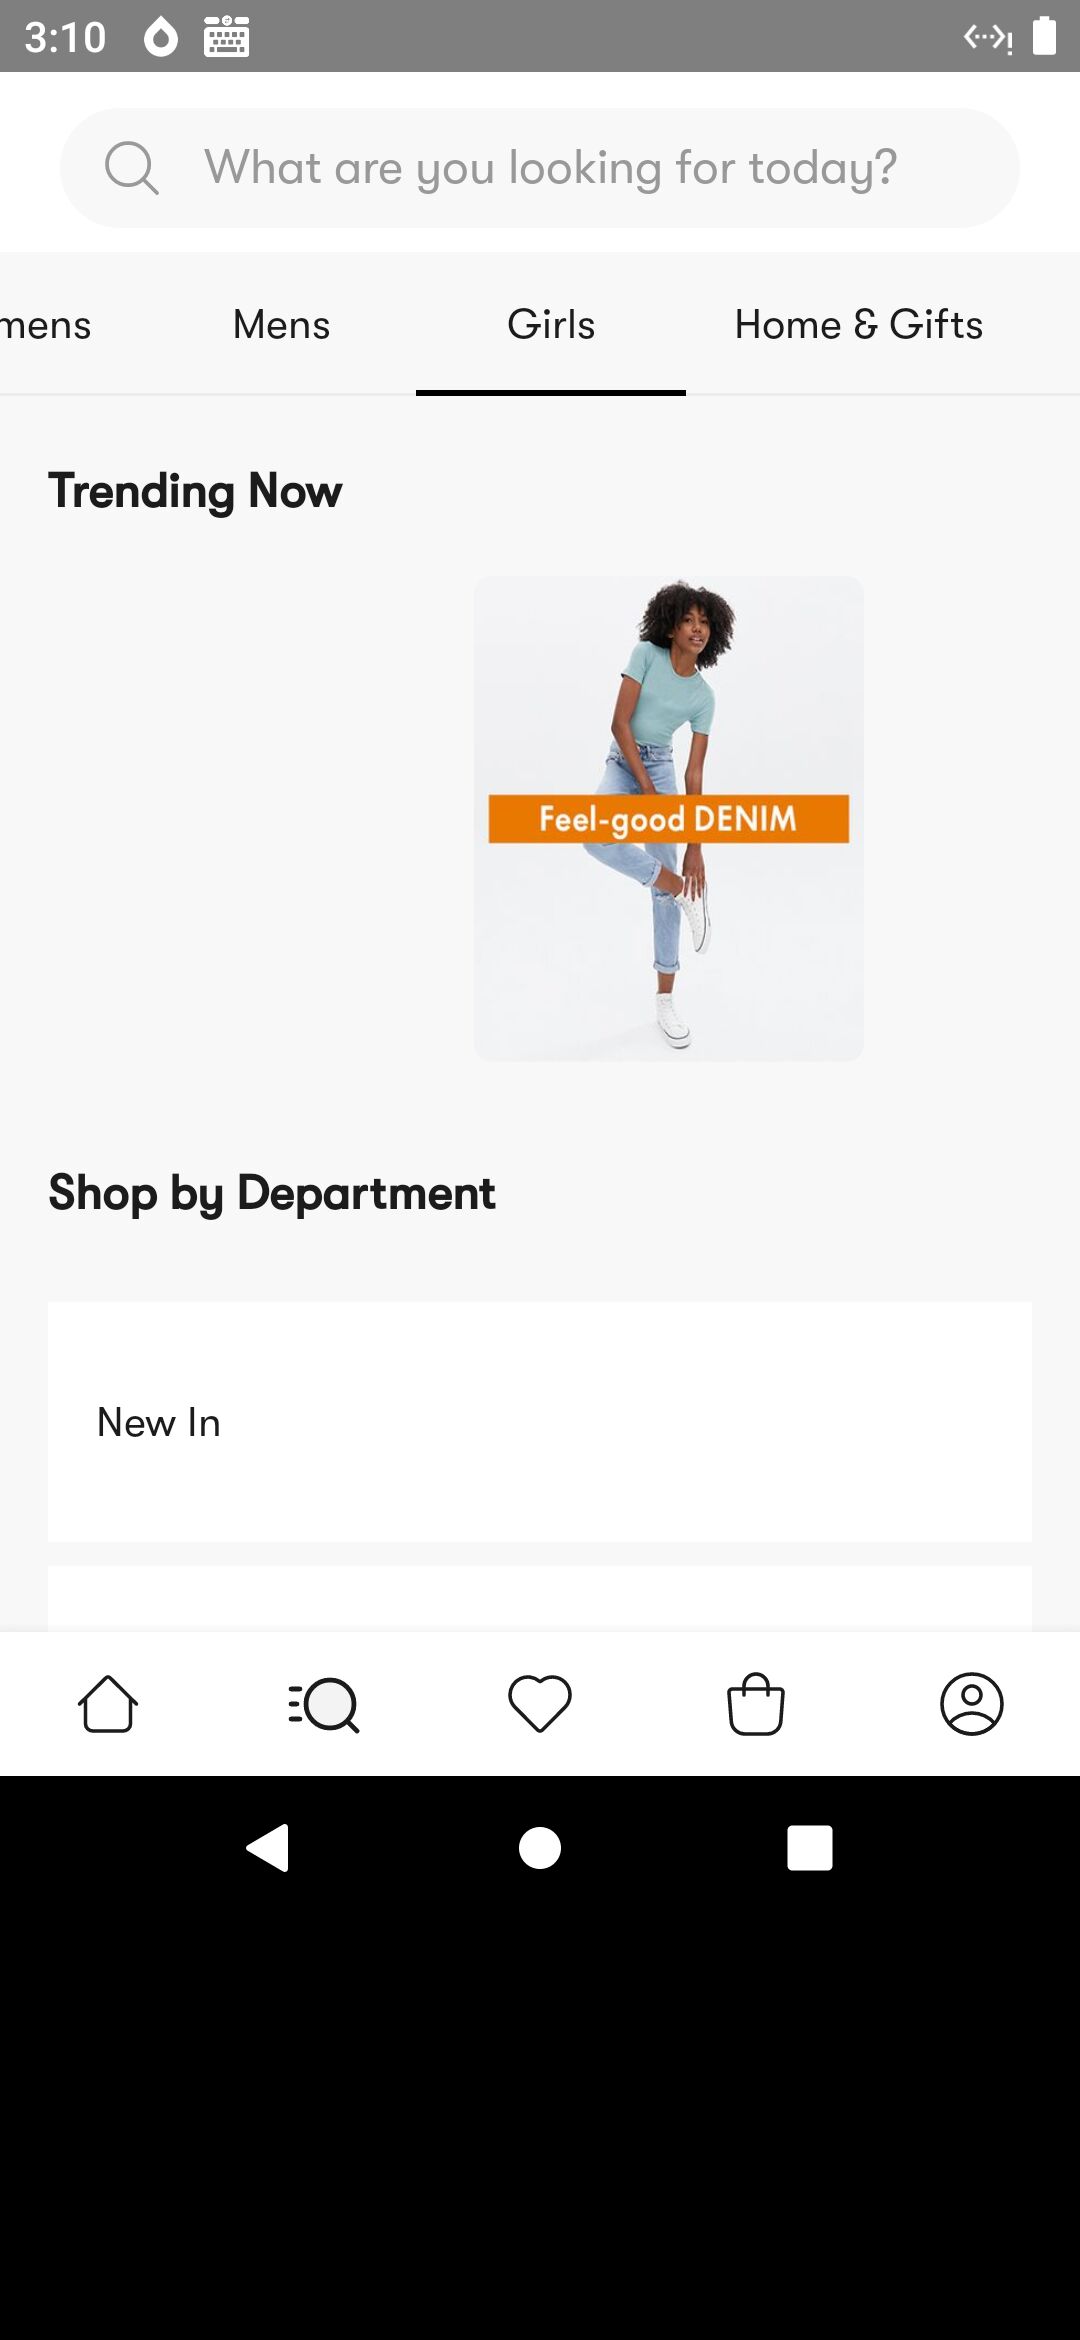 3:10
What are you looking for today?
mens Mens Girls Home & Gifts
Trending Now
Feel-good DENIM
Shop by Department
New In